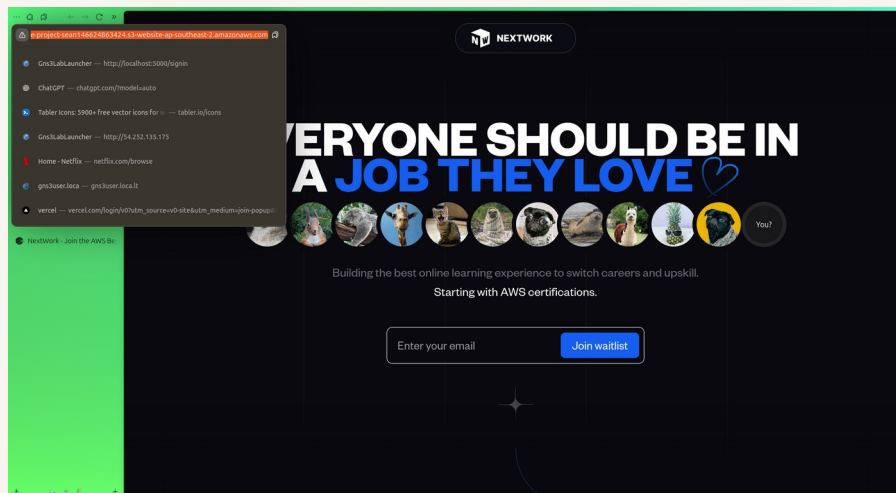 e-project-sean146624863424.s3-website-ap-southeast-2.amazonaws.com
Gns3LabLauncher — http://localhost:5000/signin
ChatGPT — chatgpt.com/?model=auto
Tabler Icons: 5900+ free vector icons for — tabler.io/icons
Gns3LabLauncher — http://54.252.135.175
Home - Netflix — netflix.com/browse
gns3user.loca — gns3user.loca.lt
vercel — vercel.com/login/v0?utm_source=v0-site&utm_medium=join-popup&
NextWork - Join the AWS Be
NW NEXTWORK
VERYONE SHOULD BE IN
A JOB THEY LOVE
You?
Building the best online learning experience to switch careers and upskill.
Starting with AWS certifications.
Enter your email
Join waitlist